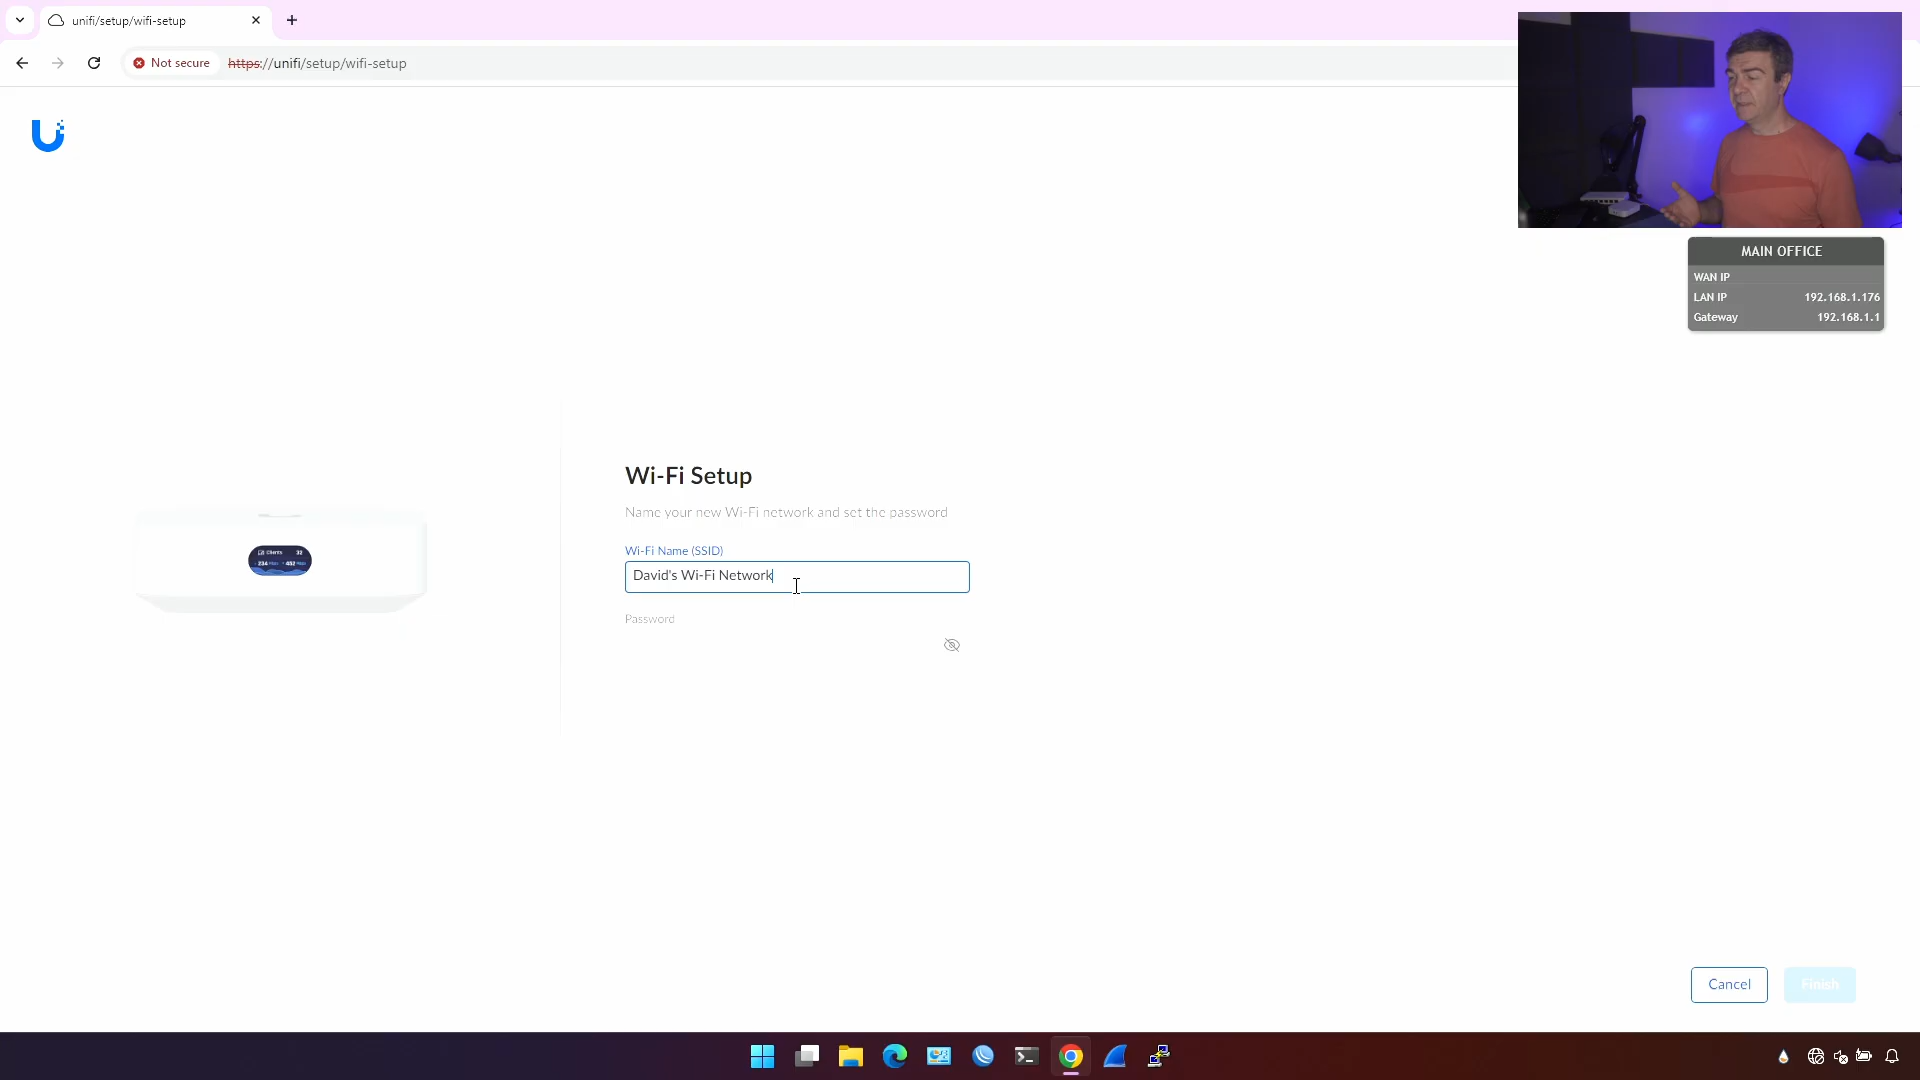 unifi/setup/wifi-setup
Not secure
https://unifi/setup/wifi-setup
MAIN OFFICE
WAN IP
LAN IP 192.168.1.176
Gateway 192.168.1.1
Wi-Fi Setup
Name your new Wi-Fi network and set the password
Wi-Fi Name (SSID)
David's Wi-Fi Network
Clients 32
Password
Cancel
Finish